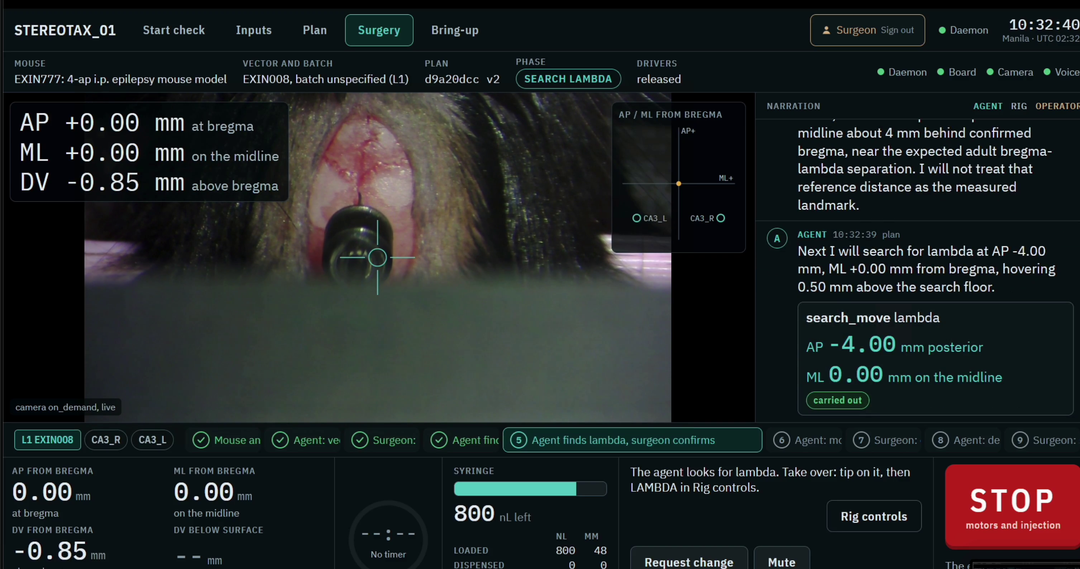 STEREOTAX_01 Start check Inputs Plan Surgery Bring-up Surgeon Sign out Daemon 10:32:40
Manila · UTC 02:32
MOUSE
EXIN777: 4-ap i.p. epilepsy mouse model
VECTOR AND BATCH
EXIN008, batch unspecified (L1)
PLAN
d9a20dcc v2
PHASE
SEARCH LAMBDA
DRIVERS
released
Daemon Board Camera Voice
AP +0.00 mm at bregma
ML +0.00 mm on the midline
DV -0.85 mm above bregma
AP / ML FROM BREGMA
AP+
ML+
CA3_L CA3_R
camera on_demand, live
NARRATION AGENT RIG OPERATOR
midline about 4 mm behind confirmed
bregma, near the expected adult bregma-
lambda separation. I will not treat that
reference distance as the measured
landmark.
A AGENT 10:32:39 plan
Next I will search for lambda at AP -4.00
mm, ML +0.00 mm from bregma, hovering
0.50 mm above the search floor.
search_move lambda
AP -4.00 mm posterior
ML 0.00 mm on the midline
carried out
L1 EXIN008 CA3_R CA3_L Mouse an Agent: ve Surgeon: Agent find 5 Agent finds lambda, surgeon confirms 6 Agent: mo 7 Surgeon: 8 Agent: de 9 Surgeon:
AP FROM BREGMA
0.00 mm
at bregma
ML FROM BREGMA
0.00 mm
on the midline
DV FROM BREGMA
-0.85 mm
DV BELOW SURFACE
-- mm
--:--
No timer
SYRINGE
800 nL left
NL MM
LOADED 800 48
DISPENSED 0 0
The agent looks for lambda. Take over: tip on it, then
LAMBDA in Rig controls.
Rig controls
Request change Mute
STOP
motors and injection